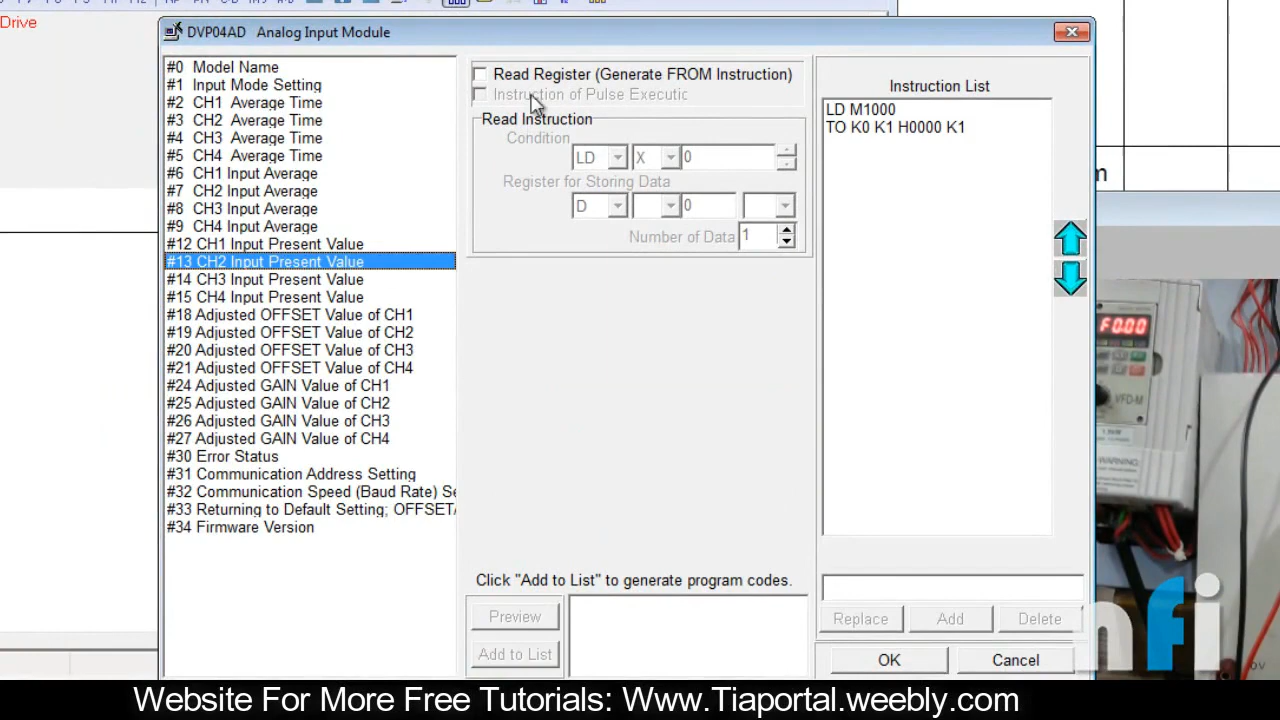 Drive
DVP04AD Analog Input Module
#0 Model Name
#1 Input Mode Setting
#2 CH1 Average Time
#3 CH2 Average Time
#4 CH3 Average Time
#5 CH4 Average Time
#6 CH1 Input Average
#7 CH2 Input Average
#8 CH3 Input Average
#9 CH4 Input Average
#12 CH1 Input Present Value
#13 CH2 Input Present Value
#14 CH3 Input Present Value
#15 CH4 Input Present Value
#18 Adjusted OFFSET Value of CH1
#19 Adjusted OFFSET Value of CH2
#20 Adjusted OFFSET Value of CH3
#21 Adjusted OFFSET Value of CH4
#24 Adjusted GAIN Value of CH1
#25 Adjusted GAIN Value of CH2
#26 Adjusted GAIN Value of CH3
#27 Adjusted GAIN Value of CH4
#30 Error Status
#31 Communication Address Setting
#32 Communication Speed (Baud Rate) Se
#33 Returning to Default Setting; OFFSET
#34 Firmware Version
Read Register (Generate FROM Instruction)
Instruction of Pulse Executic
Read Instruction
Condition
LD X 0
Register for Storing Data
D 0
Number of Data 1
Click "Add to List" to generate program codes.
Preview
Add to List
Instruction List
LD M1000
TO K0 K1 H0000 K1
Replace Add Delete
OK Cancel
m
F0.00
VFD-M
WARNING
nfi
Website For More Free Tutorials: Www.Tiaportal.weebly.com